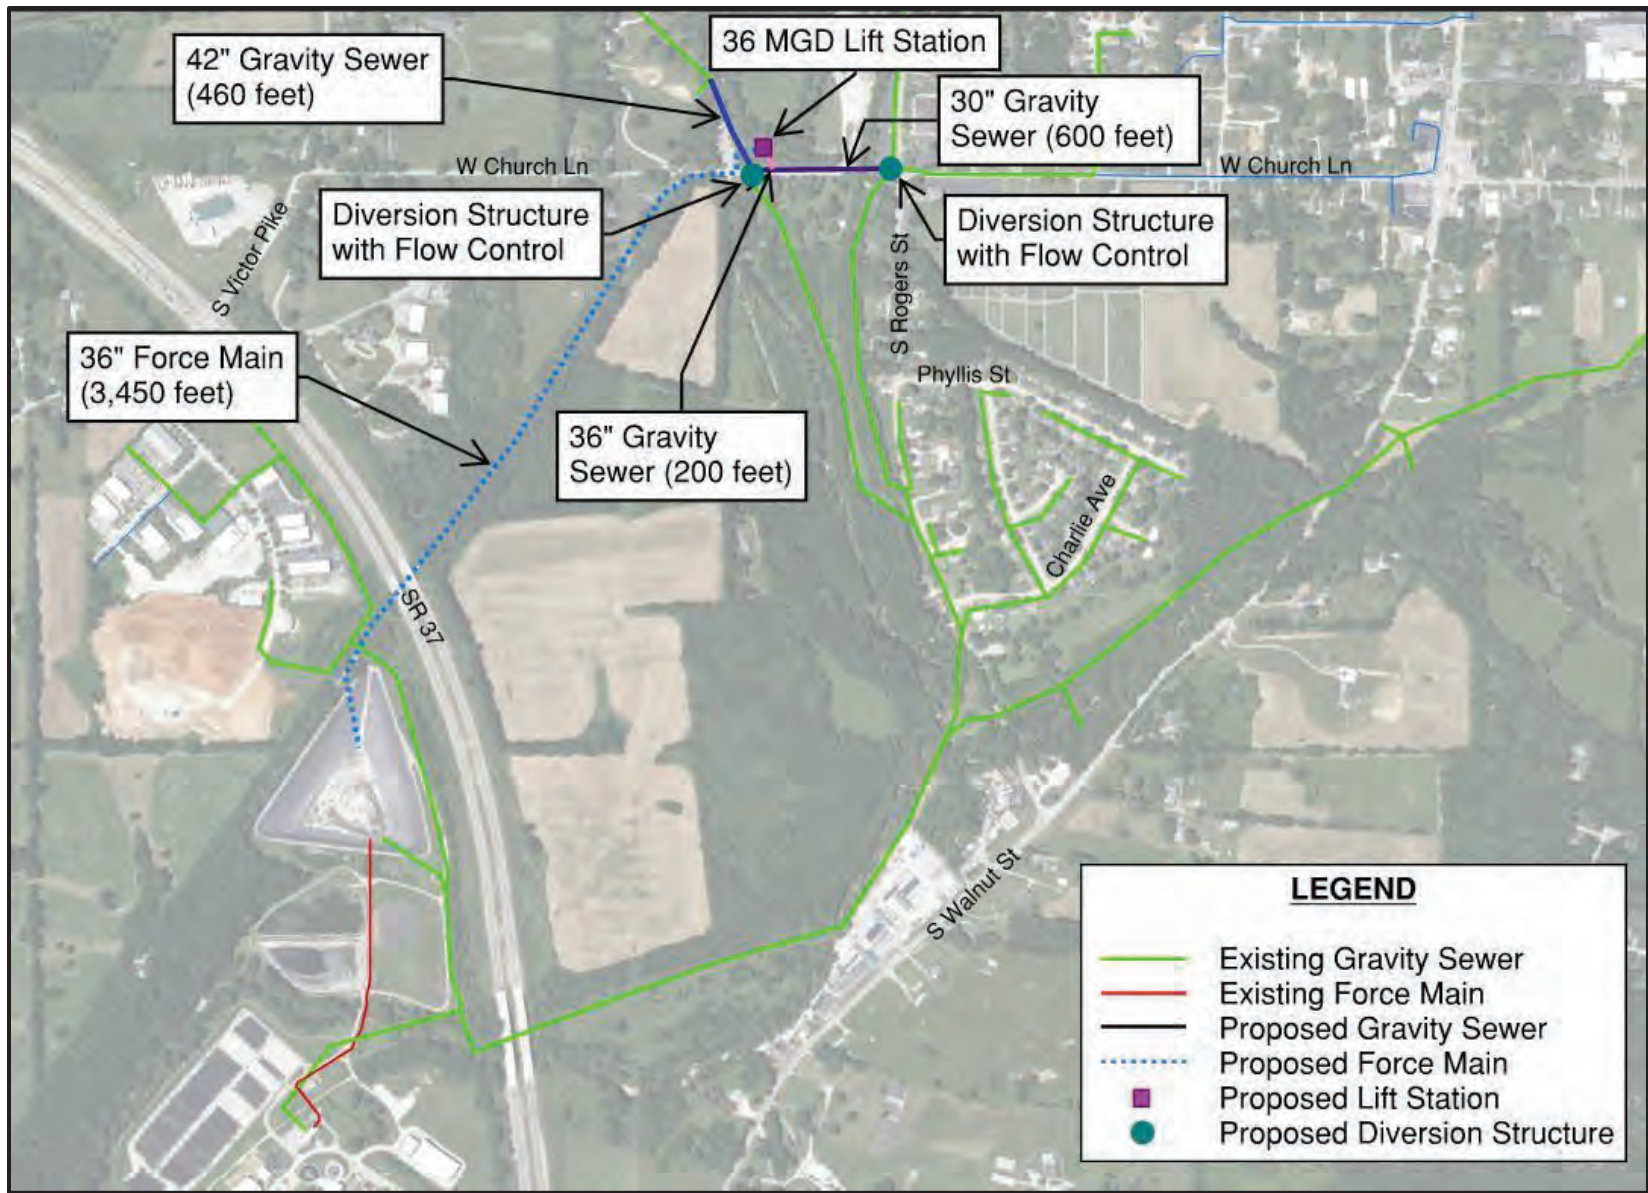 42" Gravity Sewer
(460 feet)
36 MGD Lift Station
30" Gravity
Sewer (600 feet)
W Church Ln
W Church Ln
Diversion Structure
with Flow Control
Diversion Structure
with Flow Control
S Victor Pike
S Rogers St
36" Force Main
(3,450 feet)
Phyllis St
36" Gravity
Sewer (200 feet)
Charlie Ave
SR 37
S Walnut St
LEGEND
Existing Gravity Sewer
Existing Force Main
Proposed Gravity Sewer
Proposed Force Main
Proposed Lift Station
Proposed Diversion Structure